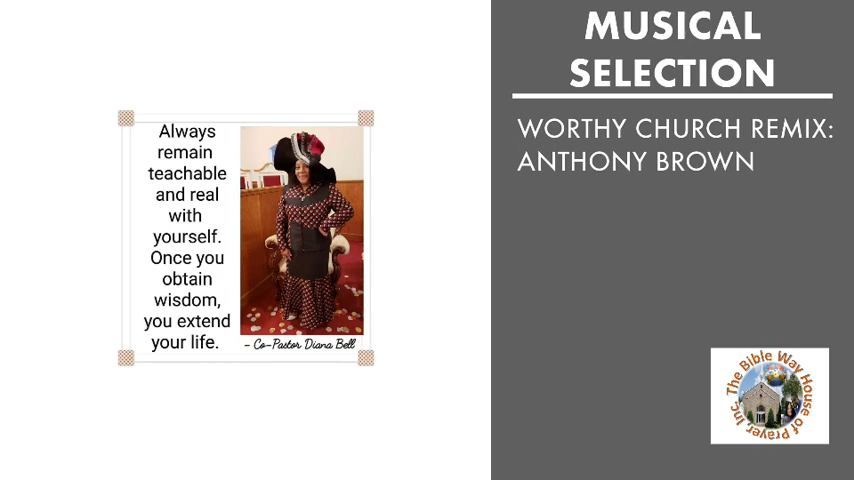 Always
remain
teachable
and real
with
yourself.
Once you
obtain
wisdom,
you extend
your life.
- Co-Pastor Diana Bell
MUSICAL
SELECTION
WORTHY CHURCH REMIX:
ANTHONY BROWN
The Bible Way House of Prayer, Inc.